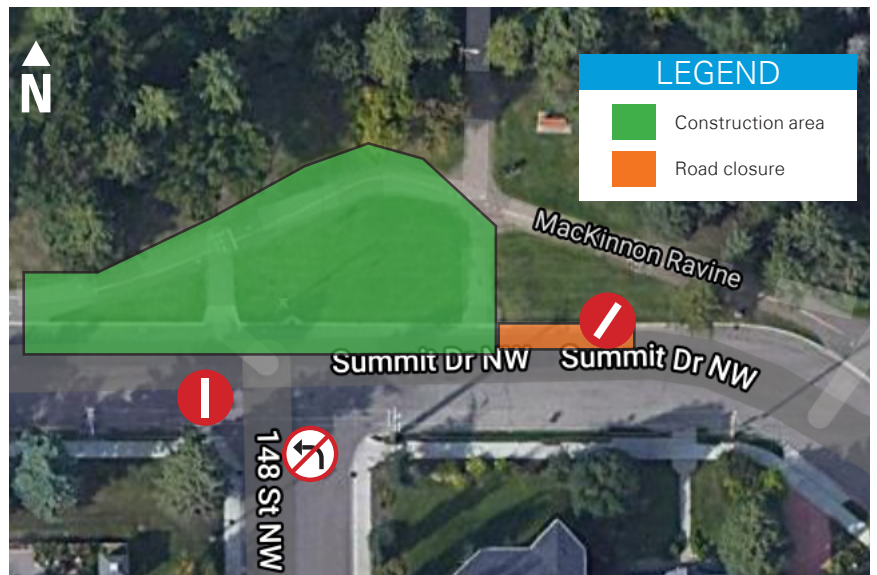 N
LEGEND
Construction area
Road closure
MacKinnon Ravine
Summit Dr NW
Summit Dr NW
148 St NW